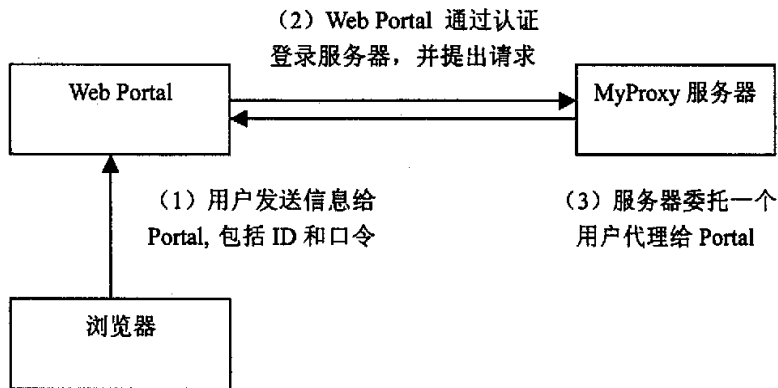 （2）Web Portal 通过认证
登录服务器，并提出请求
Web Portal
MyProxy 服务器
（1）用户发送信息给
Portal, 包括 ID 和口令
（3）服务器委托一个
用户代理给 Portal
浏览器